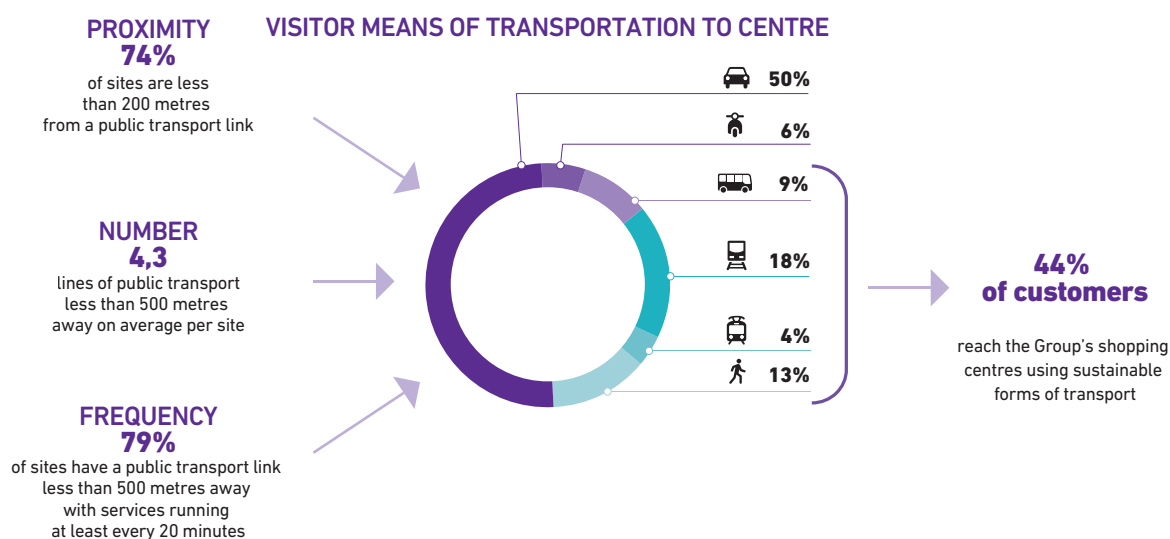 PROXIMITY
74%
of sites are less
than 200 metres
from a public transport link
NUMBER
4,3
lines of public transport
less than 500 metres
away on average per site
FREQUENCY
79%
of sites have a public transport link
less than 500 metres away
with services running
at least every 20 minutes
VISITOR MEANS OF TRANSPORTATION TO CENTRE
50%
6%
9%
18%
4%
13%
44%
of customers
reach the Group's shopping
centres using sustainable
forms of transport